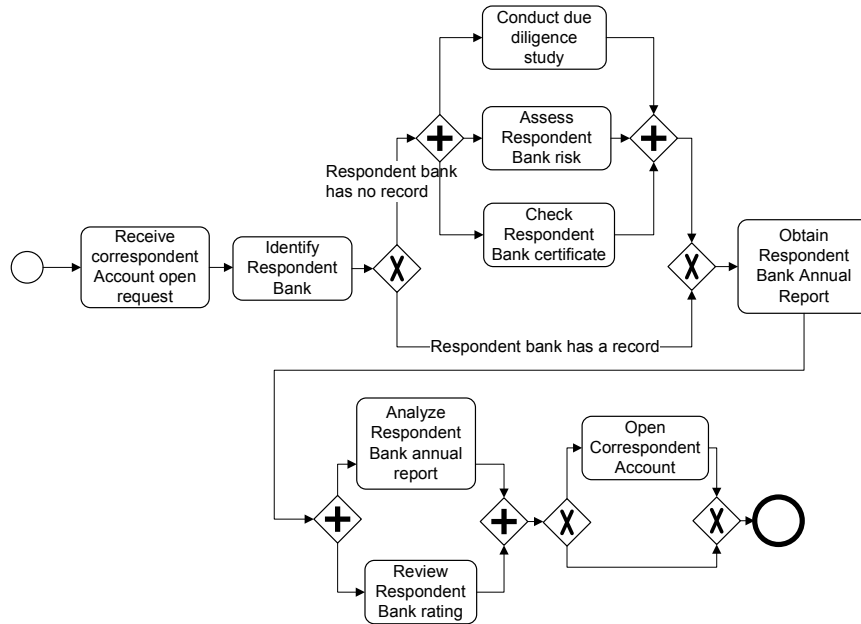 Conduct due
diligence
study
Assess
Respondent
Bank risk
Respondent bank
has no record
Check
Respondent
Bank certificate
Receive
correspondent
Account open
request
Identify
Respondent
Bank
Obtain
Respondent
Bank Annual
Report
Respondent bank has a record
Analyze
Respondent
Bank annual
report
Open
Correspondent
Account
Review
Respondent
Bank rating